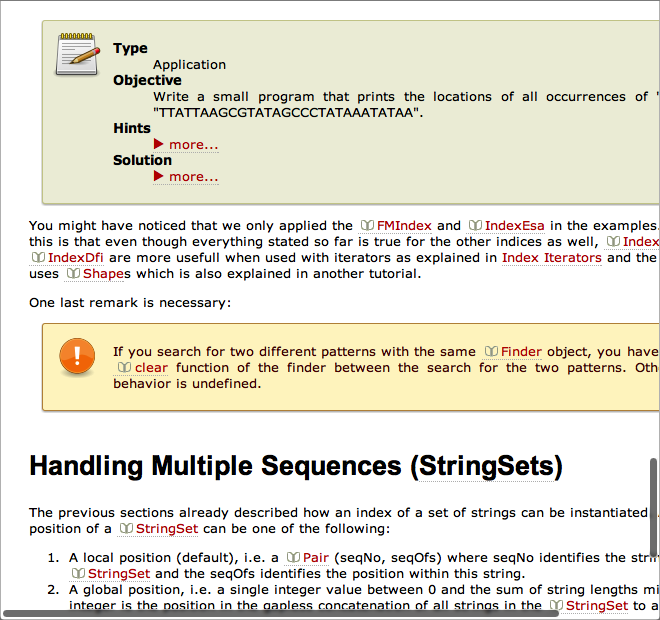 Type
Application
Objective
Write a small program that prints the locations of all occurrences of "
"TTATTAAGCGTATAGCCCTATAAATATAA".
Hints
more...
Solution
more...
You might have noticed that we only applied the FMIndex and IndexEsa in the examples.
this is that even though everything stated so far is true for the other indices as well, Index
IndexDfi are more usefull when used with iterators as explained in Index Iterators and the
uses Shapes which is also explained in another tutorial.
One last remark is necessary:
If you search for two different patterns with the same Finder object, you have
clear function of the finder between the search for the two patterns. Oth
behavior is undefined.
Handling Multiple Sequences (StringSets)
The previous sections already described how an index of a set of strings can be instantiated.
position of a StringSet can be one of the following:
1. A local position (default), i.e. a Pair (seqNo, seqOfs) where seqNo identifies the
StringSet and the seqOfs identifies the position within this string.
2. A global position, i.e. a single integer value between 0 and the sum of string lengths mi
integer is the position in the gapless concatenation of all strings in the StringSet to a